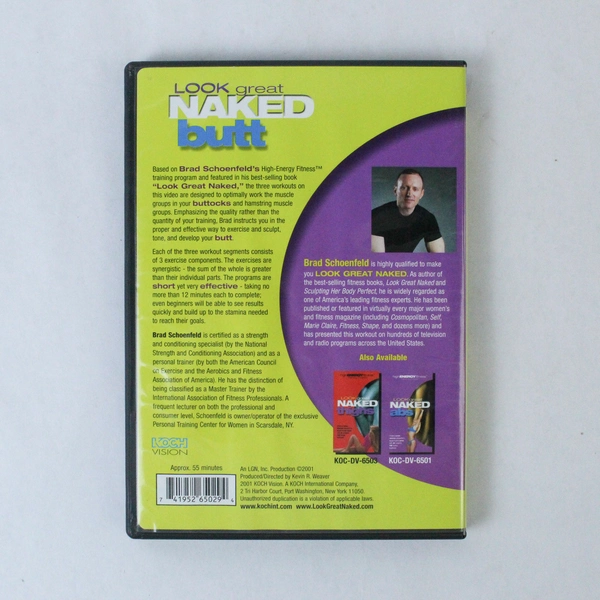 LOOK great
NAKED
butt
Based on Brad Schoenfeld's High-Energy Fitness™
training program and featured in his best-selling book
"Look Great Naked," the three workouts on
this video are designed to optimally work the muscle
groups in your buttocks and hamstring muscle
groups. Emphasizing the quality rather than the
quantity of your training, Brad instructs you in the
proper and effective way to exercise and sculpt,
tone, and develop your butt.
Each of the three workout segments consists
of 3 exercise components. The exercises are
synergistic - the sum of the whole is greater
than their individual parts. The programs are
short yet very effective - taking no
more than 12 minutes each to complete;
even beginners will be able to see results
quickly and build up to the stamina needed
to reach their goals.
Brad Schoenfeld is certified as a strength
and conditioning specialist (by the National
Strength and Conditioning Association) and as a
personal trainer (by both the American Council
on Exercise and the Aerobics and Fitness
Association of America). He has the distinction of
being classified as a Master Trainer by the
International Association of Fitness Professionals. A
frequent lecturer on both the professional and
consumer level, Schoenfeld is owner/operator of the exclusive
Personal Training Center for Women in Scarsdale, NY.
Brad Schoenfeld is highly qualified to make
you LOOK GREAT NAKED. As author of
the best-selling fitness books, Look Great Naked and
Sculpting Her Body Perfect, he is widely regarded as
one of America's leading fitness experts. He has been
published or featured in virtually every major women's
and fitness magazine (including Cosmopolitan, Self,
Marie Claire, Fitness, Shape, and dozens more) and
has presented this workout on hundreds of television
and radio programs across the United States.
Also Available
LOOK great
NAKED
thighs
KOC-DV-6503
LOOK great
NAKED
abs
KOC-DV-6501
KOCH
VISION
Approx. 55 minutes
7 41952 65029 4
An LGN, Inc. Production ©2001
Produced/Directed by Kevin R. Weaver
2001 KOCH Vision. A KOCH International Company,
2 Tri Harbor Court, Port Washington, New York 11050.
Unauthorized duplication is a violation of applicable laws.
www.kochint.com www.LookGreatNaked.com